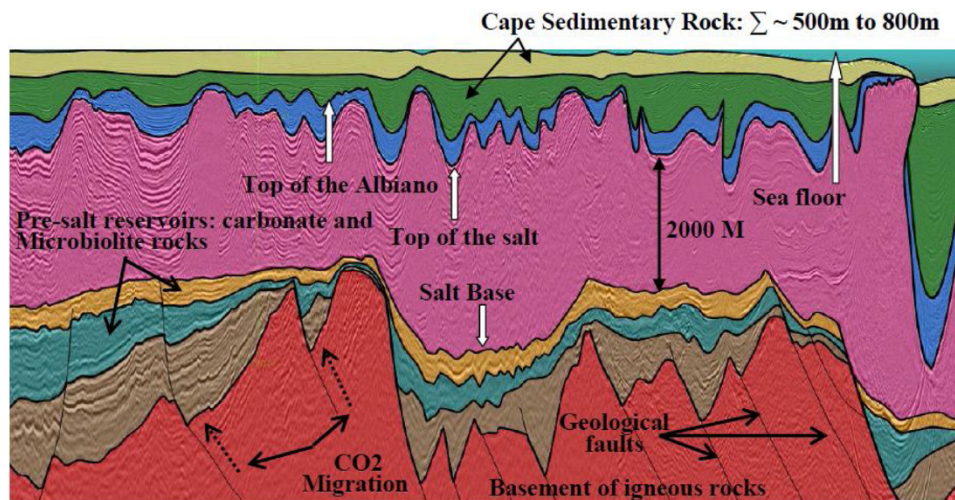 Cape Sedimentary Rock: ∑ ~ 500m to 800m
Top of the Albiano
Sea floor
Pre-salt reservoirs: carbonate and
Microbiolite rocks
Top of the salt
2000 M
Salt Base
Geological
faults
CO2
Migration
Basement of igneous rocks